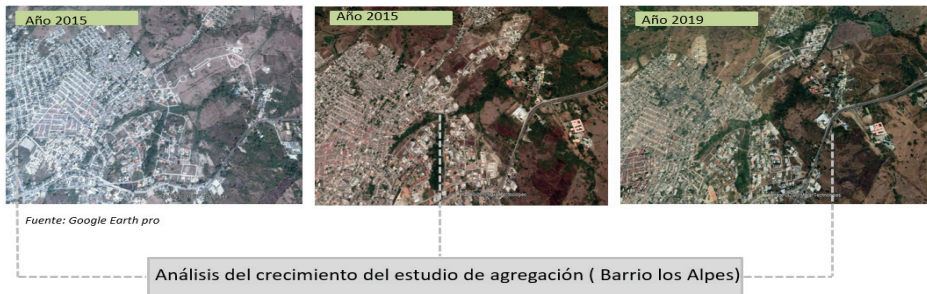 Año 2015
Año 2015
Año 2019
Fuente: Google Earth pro
Análisis del crecimiento del estudio de agregación ( Barrio los Alpes)